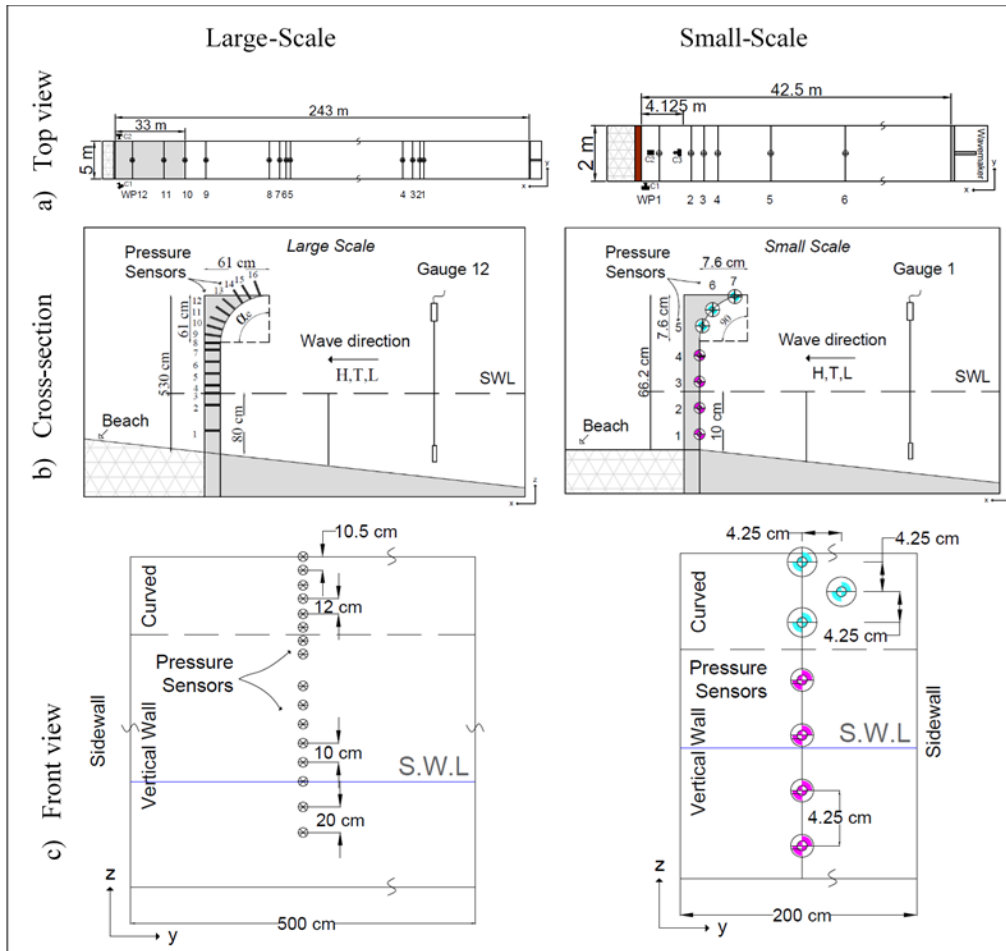 Large-Scale
Small-Scale
a) Top view
243 m
33 m
5 m
C1
WP12 11 10 9 8 7 6 5 4 3 2 1
x
42.5 m
4.125 m
2 m
Wavemaker
C1
WP1 2 3 4 5 6
x
b) Cross-section
Large Scale
Pressure
Sensors
61 cm
Gauge 12
13 14 15 16
12
11
10
9
8
7
6
5
4
3
2
1
61 cm
αc
530 cm
Wave direction
H,T,L
SWL
Beach
80 cm
x
Small Scale
Pressure
Sensors
7.6 cm
Gauge 1
6 7
5
4
3
2
1
7.6 cm
90
66.2 cm
Wave direction
H,T,L
SWL
Beach
10 cm
x
c) Front view
10.5 cm
Curved
12 cm
Pressure
Sensors
Sidewall
Vertical Wall
10 cm
S.W.L
20 cm
z
y
500 cm
4.25 cm
4.25 cm
Curved
4.25 cm
Pressure
Sensors
Vertical Wall
S.W.L
Sidewall
4.25 cm
z
y
200 cm